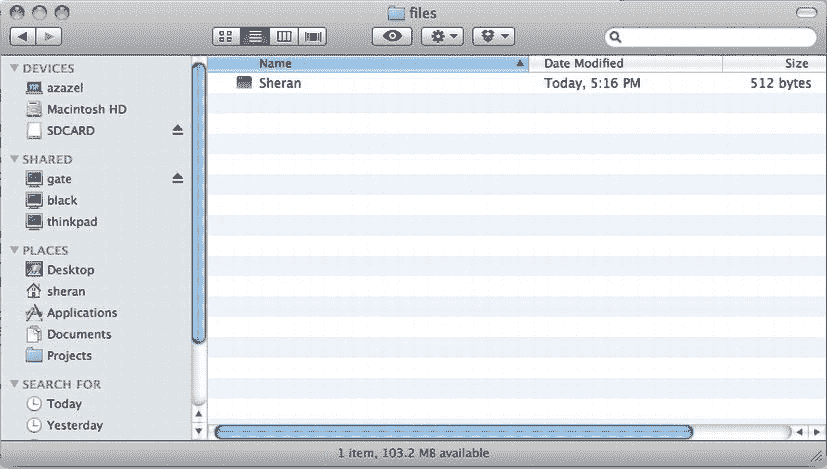 files
Name Date Modified Size
Sheran Today, 5:16 PM 512 bytes
DEVICES
azazel
Macintosh HD
SDCARD
SHARED
gate
black
thinkpad
PLACES
Desktop
sheran
Applications
Documents
Projects
SEARCH FOR
Today
Yesterday
1 item, 103.2 MB available